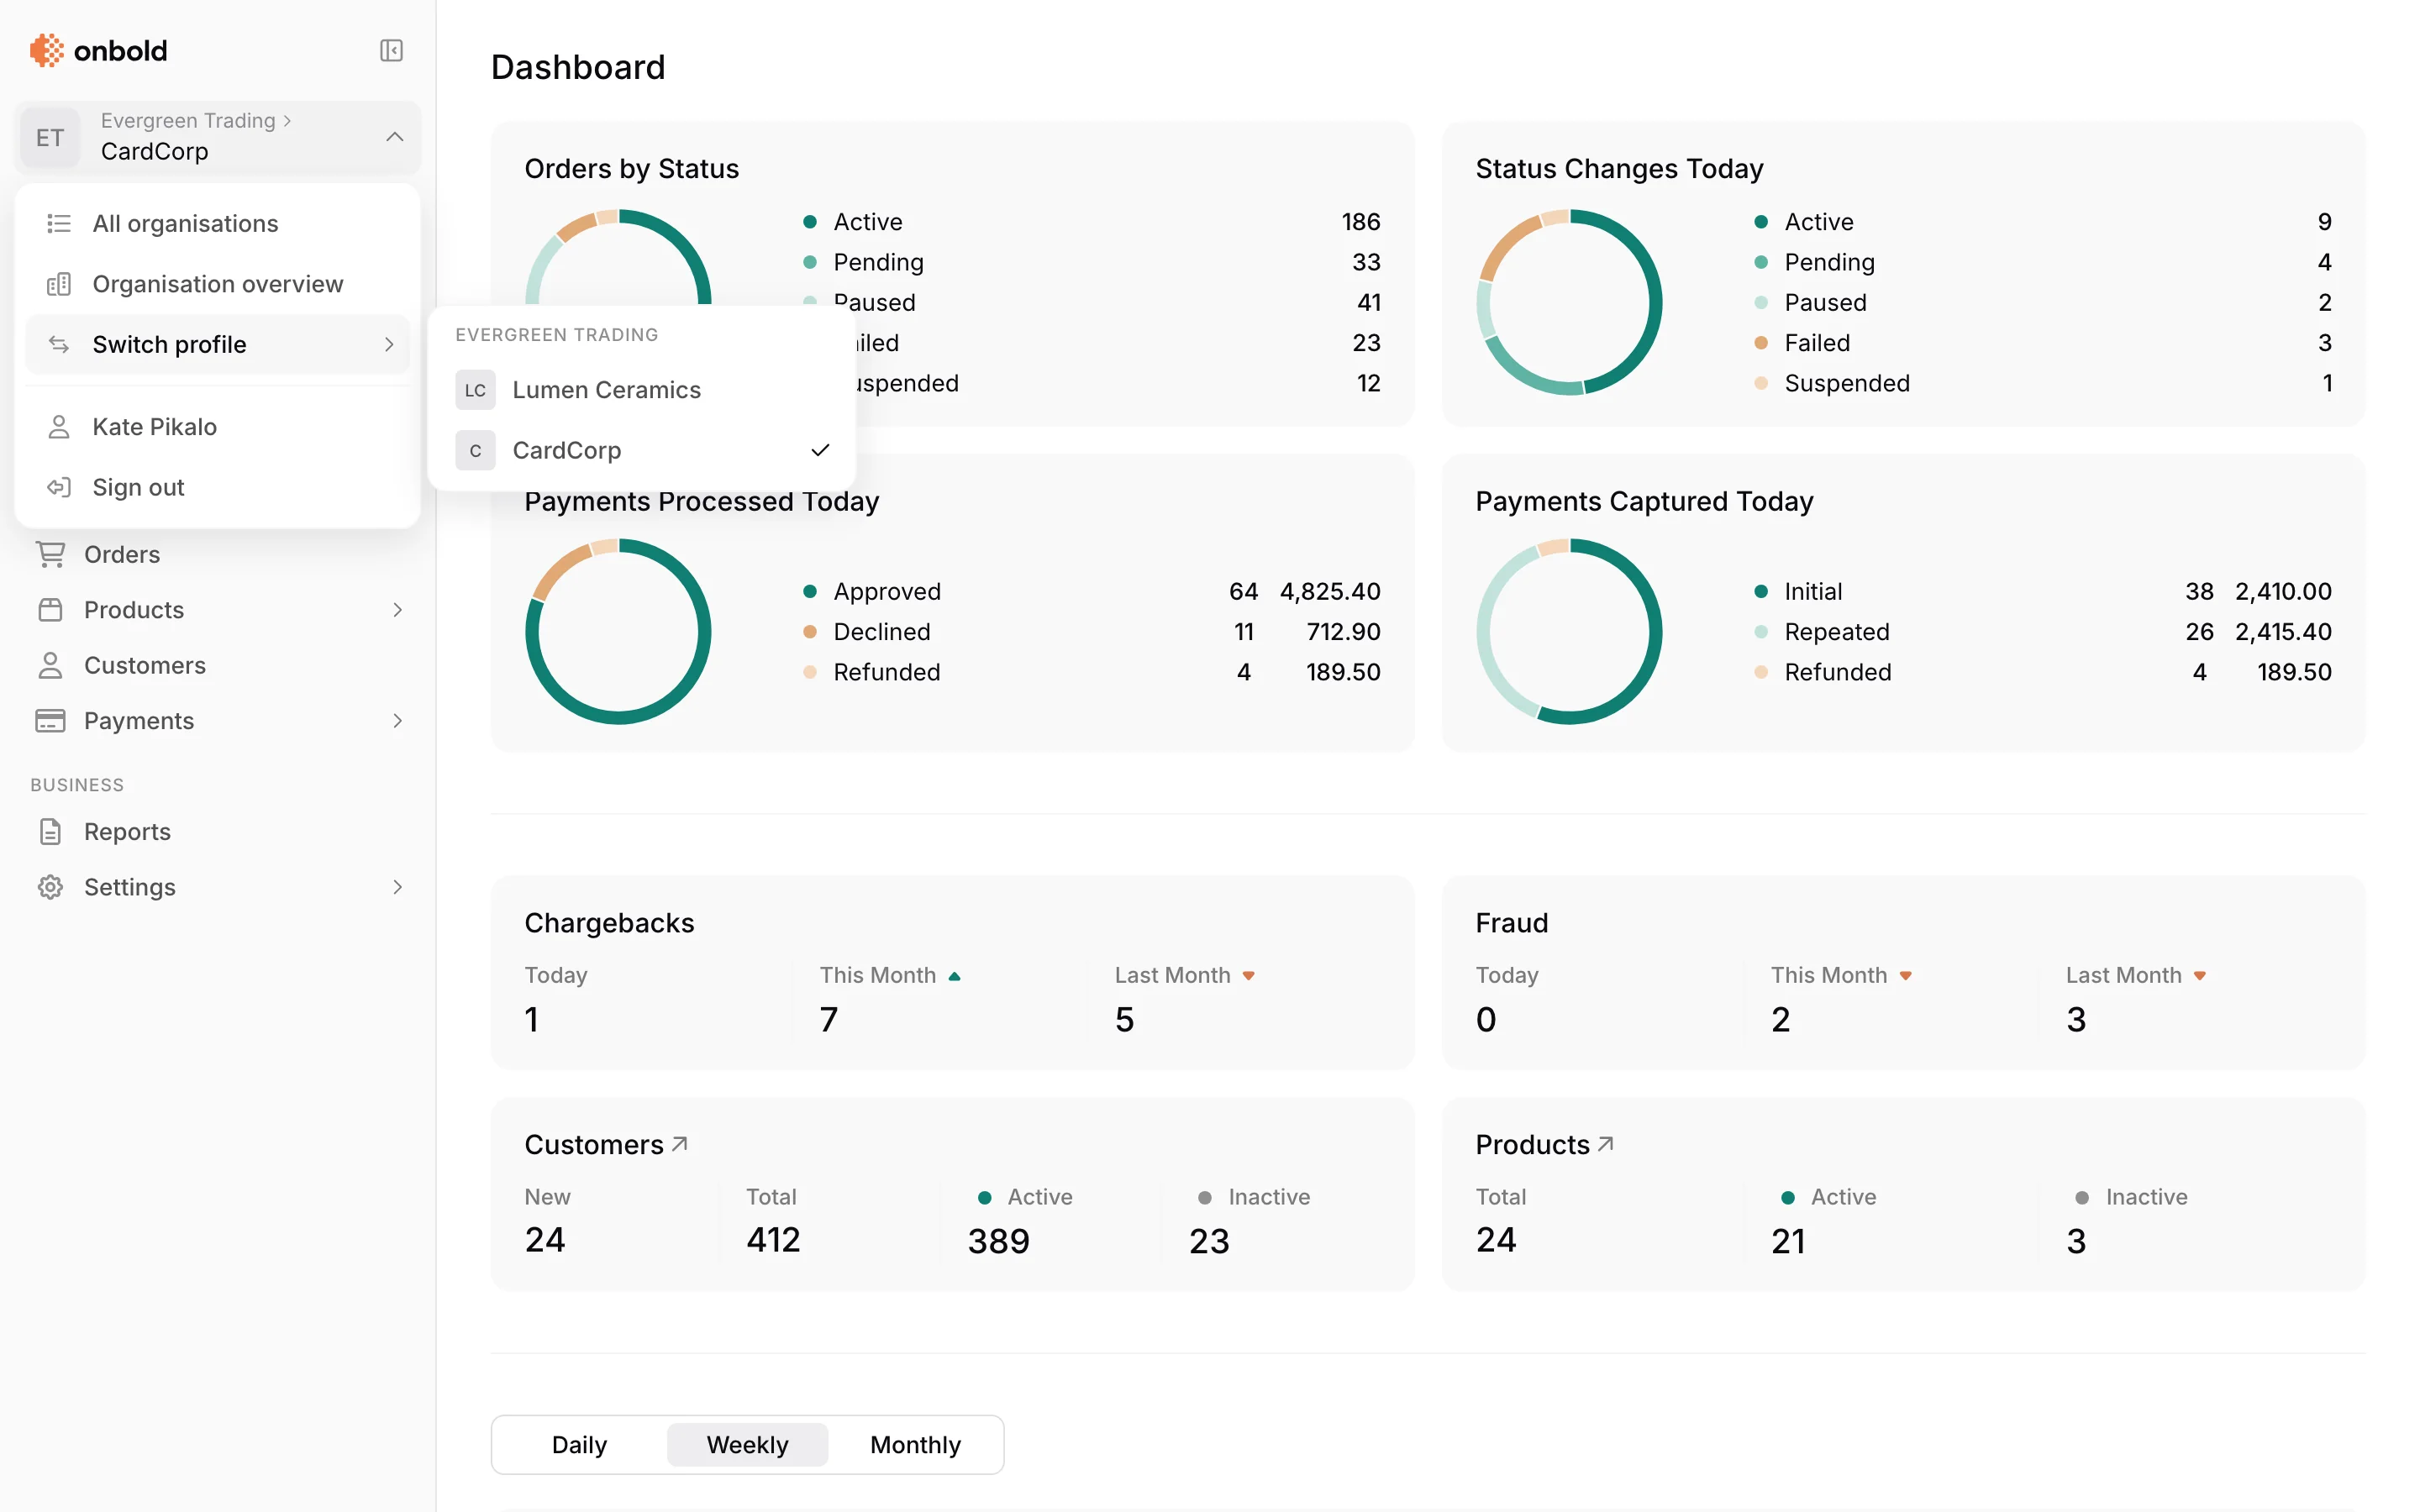 onbold
ET
Evergreen Trading
CardCorp
All organisations
Organisation overview
Switch profile
Kate Pikalo
Sign out
EVERGREEN TRADING
LC Lumen Ceramics
C CardCorp
Orders
Products
Customers
Payments
BUSINESS
Reports
Settings
Dashboard
Orders by Status
Active 186
Pending 33
Paused 41
iled 23
uspended 12
Status Changes Today
Active 9
Pending 4
Paused 2
Failed 3
Suspended 1
Payments Processed Today
Approved 64 4,825.40
Declined 11 712.90
Refunded 4 189.50
Payments Captured Today
Initial 38 2,410.00
Repeated 26 2,415.40
Refunded 4 189.50
Chargebacks
Today This Month Last Month
1 7 5
Fraud
Today This Month Last Month
0 2 3
Customers
New Total Active Inactive
24 412 389 23
Products
Total Active Inactive
24 21 3
Daily Weekly Monthly